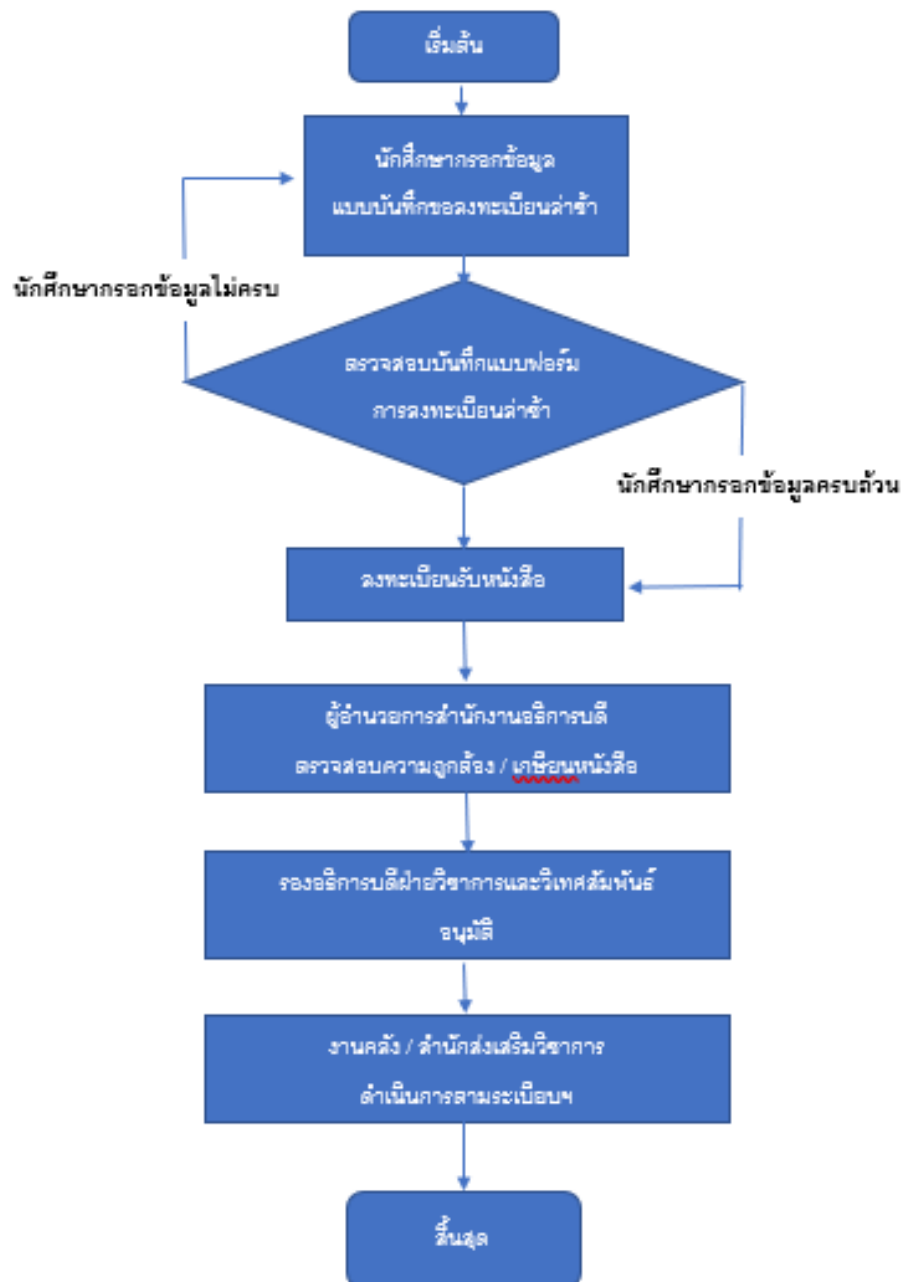 เริ่มต้น
นักศึกษากรอกข้อมูล
แบบบันทึกขอลงทะเบียนล่าช้า
นักศึกษากรอกข้อมูลไม่ครบ
ตรวจสอบบันทึกแบบฟอร์ม
การลงทะเบียนล่าช้า
นักศึกษากรอกข้อมูลครบถ้วน
ลงทะเบียนรับหนังสือ
ผู้อำนวยการสำนักงานอธิการบดี
ตรวจสอบความถูกต้อง / เกษียนหนังสือ
รองอธิการบดีฝ่ายวิชาการและวิเทศสัมพันธ์
อนุมัติ
งานคลัง / สำนักส่งเสริมวิชาการ
ดำเนินการตามระเบียบฯ
สิ้นสุด